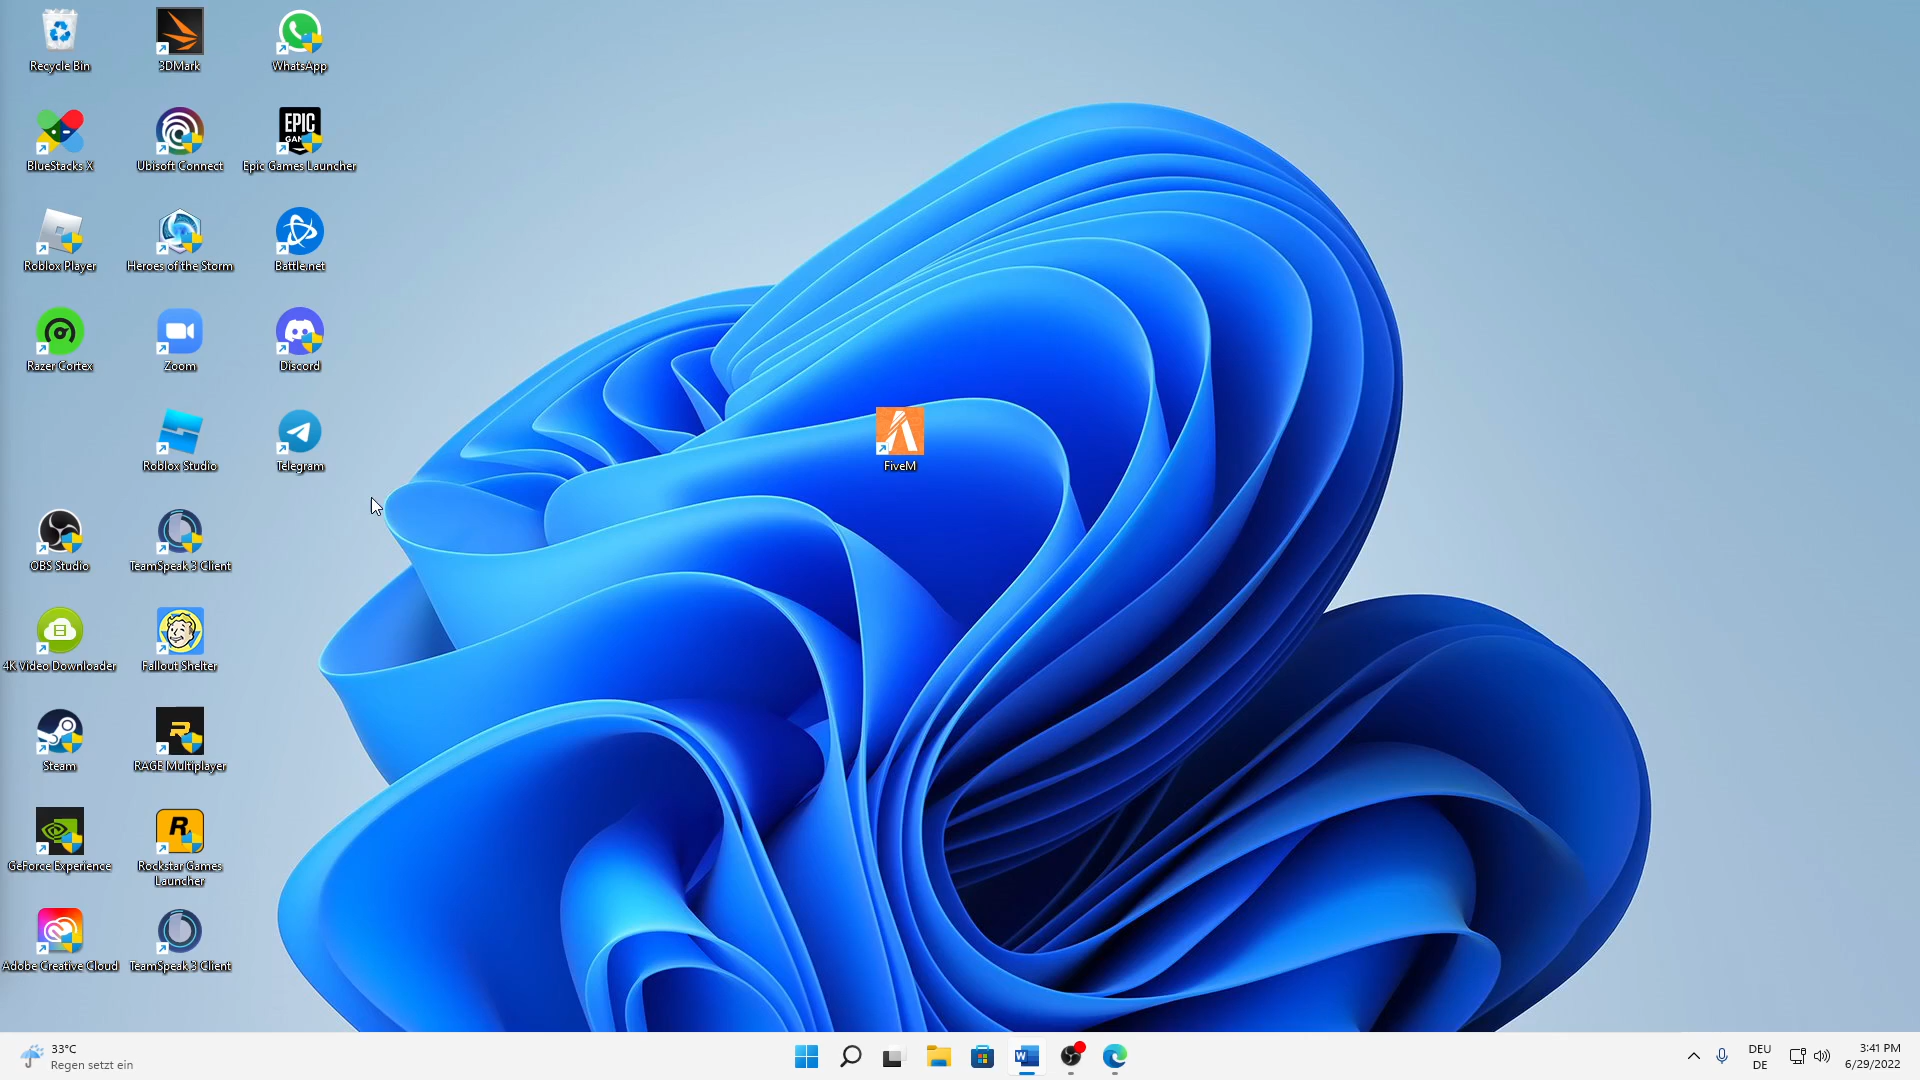 Recycle Bin
3DMark
WhatsApp
BlueStacks X
Ubisoft Connect
EPIC
Epic Games Launcher
Roblox Player
Heroes of the Storm
Battle.net
Razer Cortex
Zoom
Discord
Roblox Studio
Telegram
FiveM
OBS Studio
TeamSpeak 3 Client
4K Video Downloader
Fallout Shelter
Steam
RAGE Multiplayer
GeForce Experience
Rockstar Games
Launcher
Adobe Creative Cloud
TeamSpeak 3 Client
33°C
Regen setzt ein
DEU
DE
3:41 PM
6/29/2022